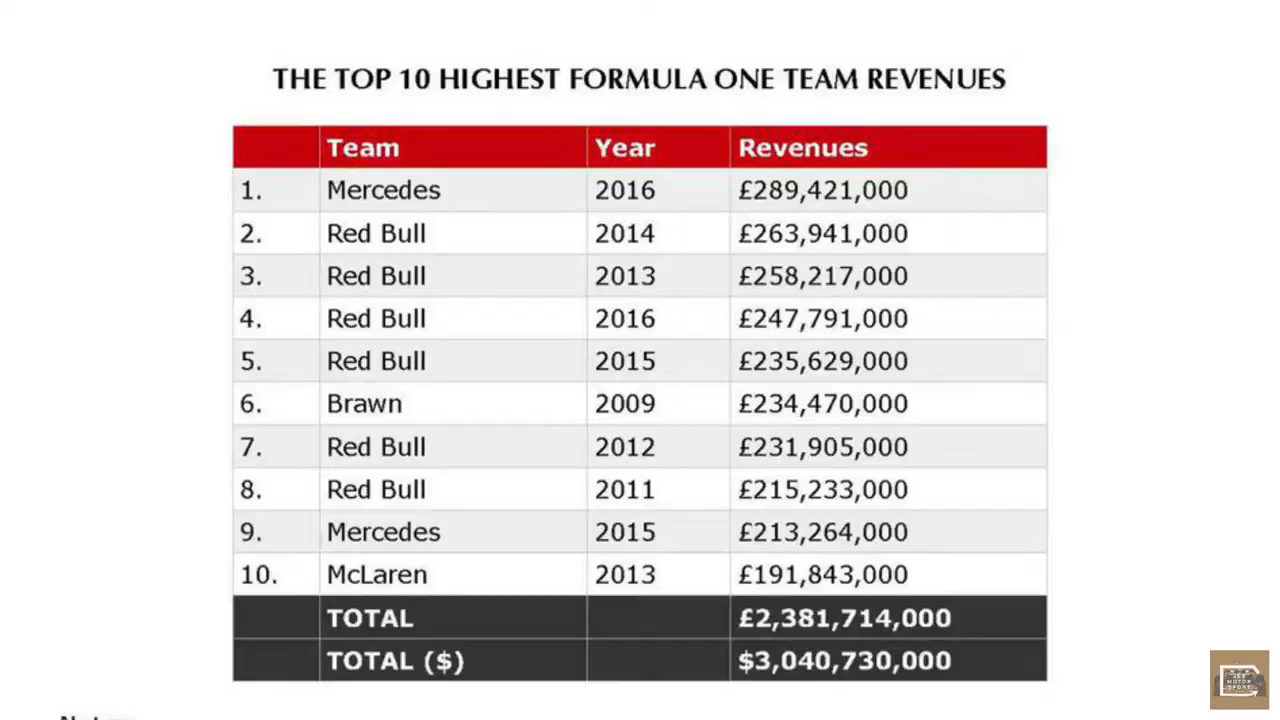 THE TOP 10 HIGHEST FORMULA ONE TEAM REVENUES
Team Year Revenues
1. Mercedes 2016 £289,421,000
2. Red Bull 2014 £263,941,000
3. Red Bull 2013 £258,217,000
4. Red Bull 2016 £247,791,000
5. Red Bull 2015 £235,629,000
6. Brawn 2009 £234,470,000
7. Red Bull 2012 £231,905,000
8. Red Bull 2011 £215,233,000
9. Mercedes 2015 £213,264,000
10. McLaren 2013 £191,843,000
TOTAL £2,381,714,000
TOTAL ($) $3,040,730,000
MOTOR
SPORT